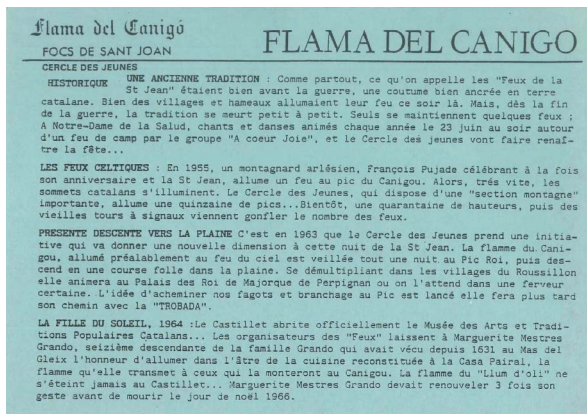 Flama del Canigó
FOCS DE SANT JOAN
FLAMA DEL CANIGO
CERCLE DES JEUNES
HISTORIQUE UNE ANCIENNE TRADITION : Comme partout, ce qu'on appelle les "Feux de la
St Jean" étaient bien avant la guerre, une coutume bien ancrée en terre
catalane. Bien des villages et hameaux allumaient leur feu ce soir là. Mais, dès la fin
de la guerre, la tradition se meurt petit à petit. Seuls se maintiennent quelques feux ;
A Notre-Dame de la Salud, chants et danses animés chaque année le 23 juin au soir autour
d'un feu de camp par le groupe "A coeur Joie", et le Cercle des jeunes vont faire renaî-
tre la fête...
LES FEUX CELTIQUES : En 1955, un montagnard arlésien, François Pujade célébrant à la fois
son anniversaire et la St Jean, allume un feu au pic du Canigou. Alors, trés vite, les
sommets catalans s'illuminent. Le Cercle des Jeunes, qui dispose d'une "section montagne"
importante, allume une quinzaine de pics...Bientôt, une quarantaine de hauteurs, puis des
vieilles tours à signaux viennent gonfler le nombre des feux.
PRESENTE DESCENTE VERS LA PLAINE C'est en 1963 que le Cercle des Jeunes prend une initia-
tive qui va donner une nouvelle dimension à cette nuit de la St Jean. La flamme du Cani-
gou, allumé préalablement au feu du ciel est veillée tout une nuit au Pic Roi, puis des-
cend en une course folle dans la plaine. Se démultipliant dans les villages du Roussillon
elle animera au Palais des Roi de Majorque de Perpignan ou on l'attend dans une ferveur
certaine. L'idée d'acheminer nos fagots et branchage au Pic est lancé elle fera plus tard
son chemin avec la "TROBADA".
LA FILLE DU SOLEIL, 1964 :Le Castillet abrite officiellement le Musée des Arts et Tradi-
tions Populaires Catalans... Les organisateurs des "Feux" laissent à Marguerite Mestres
Grando, seizième descendante de la famille Grando qui avait vécu depuis 1631 au Mas del
Gleix l'honneur d'allumer dans l'âtre de la cuisine reconstituée à la Casa Pairal, la
flamme qu'elle transmet à ceux qui la monteront au Canigou. La flamme du "Llum d'oli" ne
s'éteint jamais au Castillet... Marguerite Mestres Grando devait renouveler 3 fois son
geste avant de mourir le jour de noël 1966.